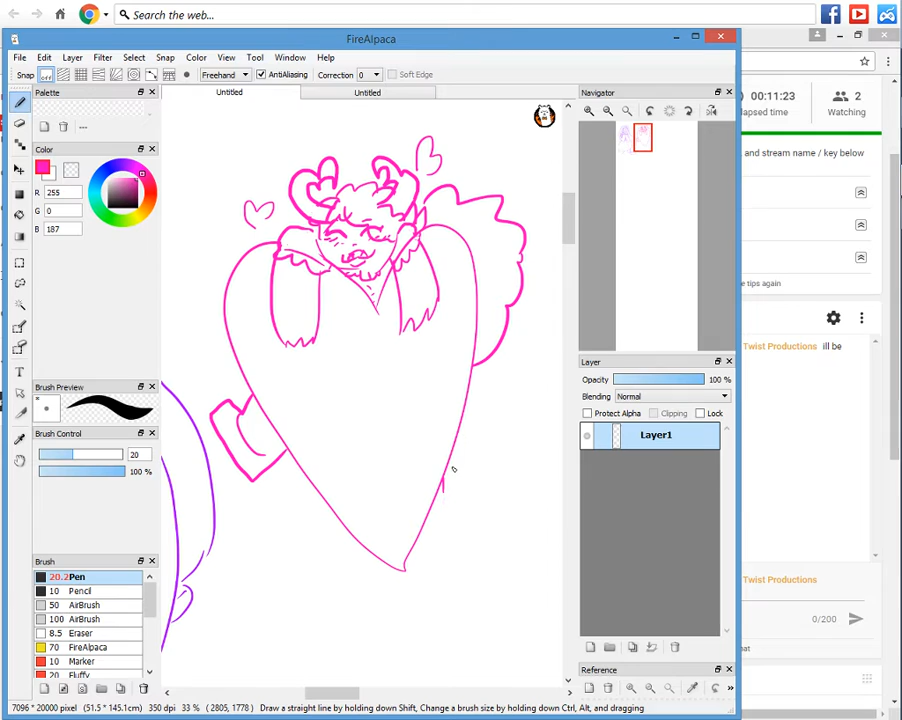 Search the web...
FireAlpaca
File Edit Layer Filter Select Snap Color View Tool Window Help
Snap off Freehand AntiAliasing Correction 0 Soft Edge
Palette
Untitled Untitled
Navigator
00:11:23 2
elapsed time Watching
and stream name / key below
Color
R 255
G 0
B 187
e tips again
Twist Productions ill be
Layer
Opacity 100 %
Blending Normal
Protect Alpha Clipping Lock
Layer1
Brush Preview
Brush Control
20
100 %
Brush
20.2 Pen
10 Pencil
50 AirBrush
100 AirBrush
8.5 Eraser
70 FireAlpaca
10 Marker
20 Fluffy
Twist Productions
0/200
hat
Reference
7096 * 20000 pixel (51.5 * 145.1cm) 350 dpi 33 % ( 2805, 1778 ) Draw a straight line by holding down Shift, Change a brush size by holding down Ctrl, Alt, and dragging